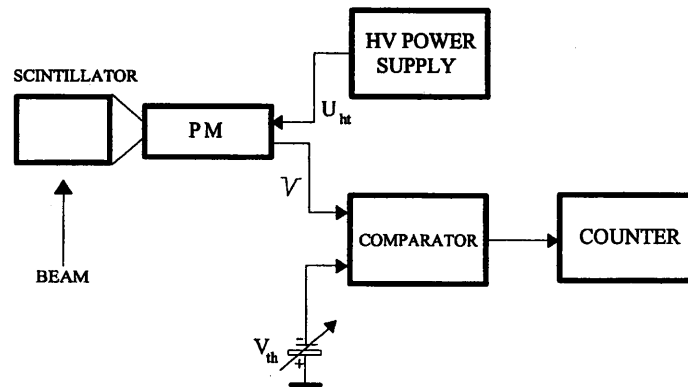 HV POWER
SUPPLY
SCINTILLATOR
PM
U_ht
COMPARATOR
COUNTER
BEAM
V_th
-
+